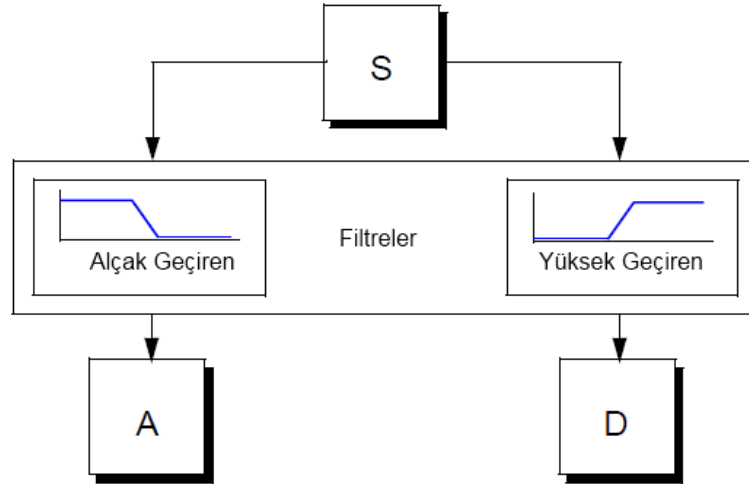 S
Filtreler
Alçak Geçiren
Yüksek Geçiren
A
D